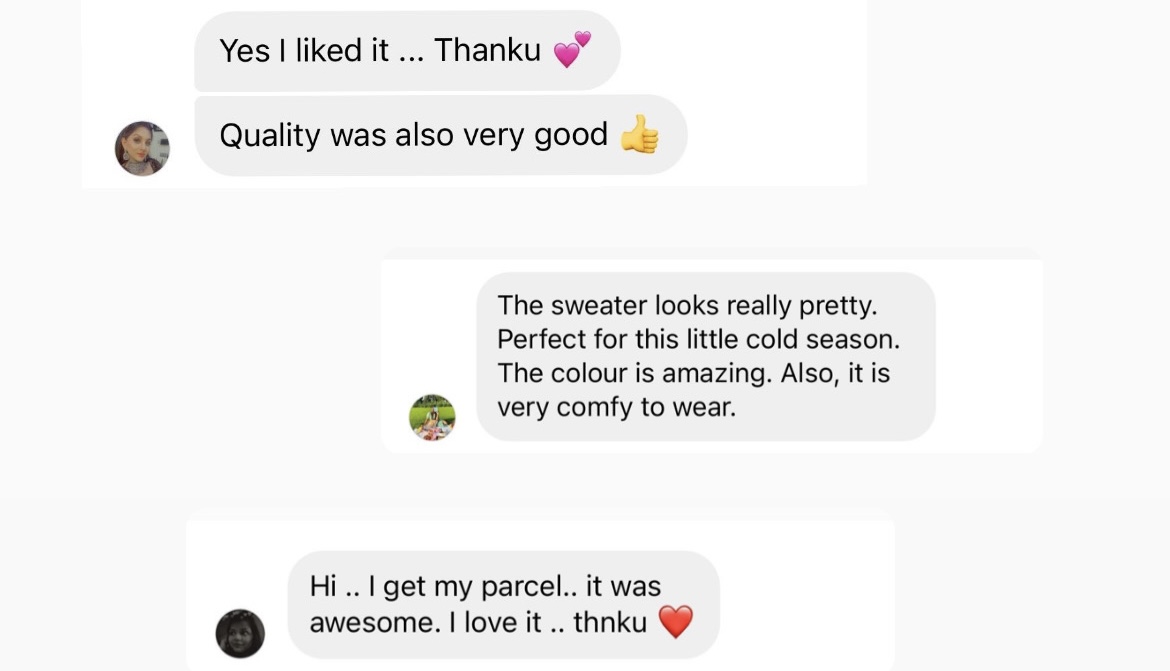 Yes I liked it ... Thanku 💕
Quality was also very good 👍
The sweater looks really pretty.
Perfect for this little cold season.
The colour is amazing. Also, it is
very comfy to wear.
Hi .. I get my parcel.. it was
awesome. I love it .. thnku ❤️